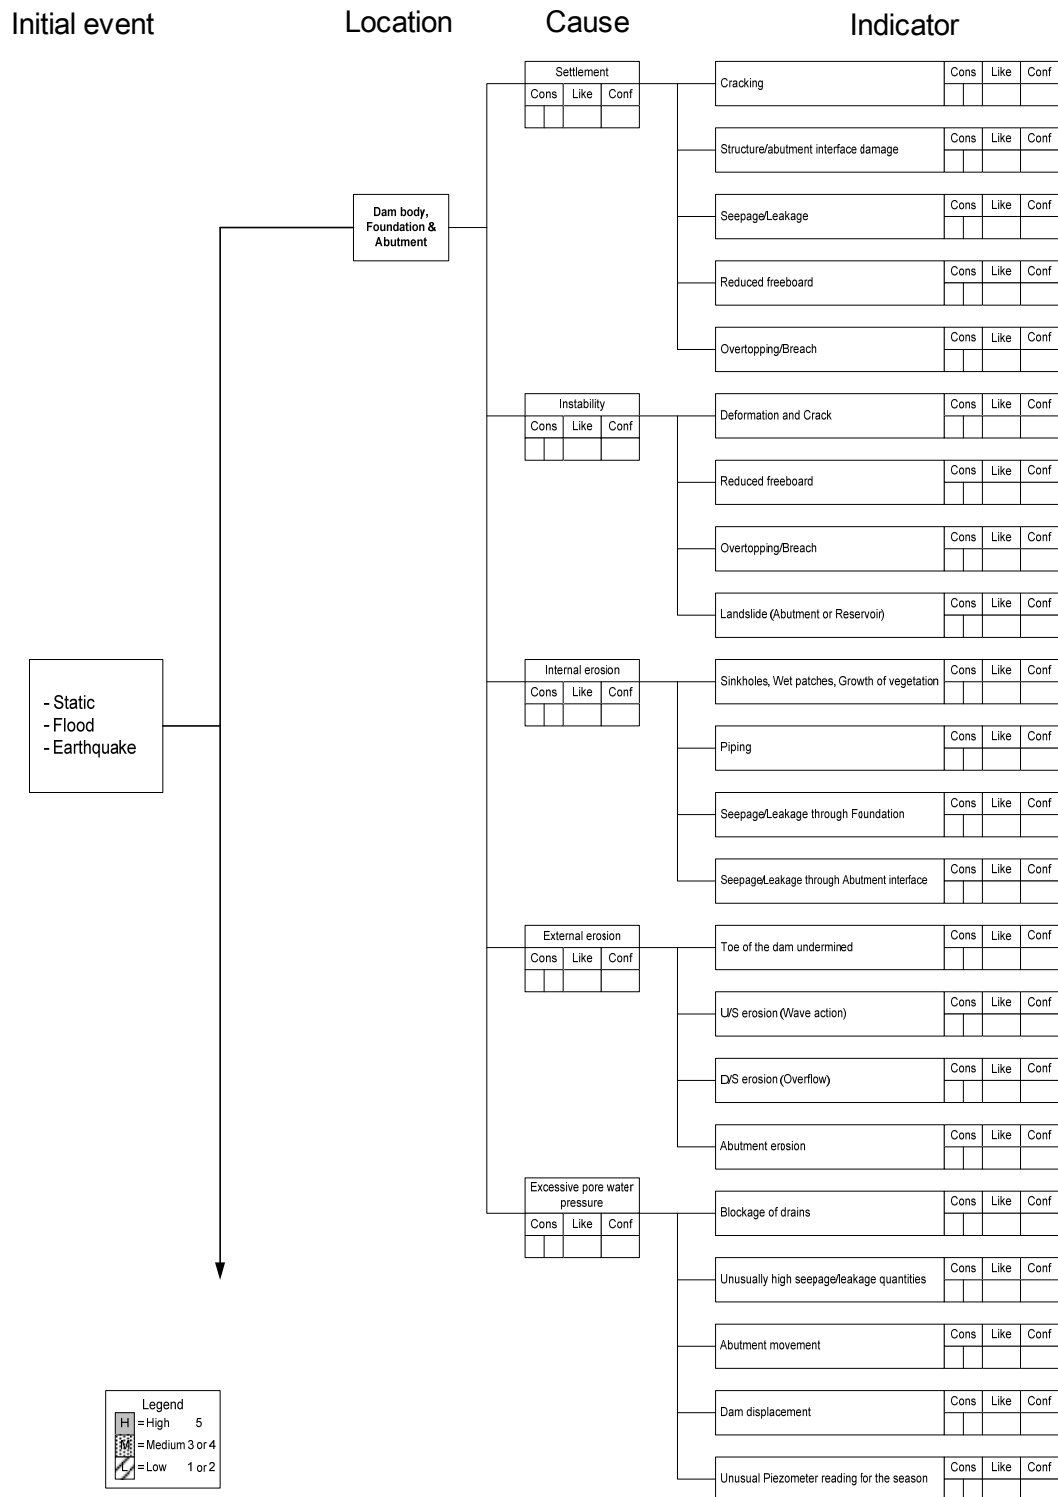 Initial event Location Cause Indicator
Settlement
Cons Like Conf
Cracking Cons Like Conf
Structure/abutment interface damage Cons Like Conf
Seepage/Leakage Cons Like Conf
Reduced freeboard Cons Like Conf
Overtopping/Breach Cons Like Conf
Dam body,
Foundation &
Abutment
Instability
Cons Like Conf
Deformation and Crack Cons Like Conf
Reduced freeboard Cons Like Conf
Overtopping/Breach Cons Like Conf
Landslide (Abutment or Reservoir) Cons Like Conf
- Static
- Flood
- Earthquake
Internal erosion
Cons Like Conf
Sinkholes, Wet patches, Growth of vegetation Cons Like Conf
Piping Cons Like Conf
Seepage/Leakage through Foundation Cons Like Conf
Seepage/Leakage through Abutment interface Cons Like Conf
External erosion
Cons Like Conf
Toe of the dam undermined Cons Like Conf
U/S erosion (Wave action) Cons Like Conf
D/S erosion (Overflow) Cons Like Conf
Abutment erosion Cons Like Conf
Excessive pore water
pressure
Cons Like Conf
Blockage of drains Cons Like Conf
Unusually high seepage/leakage quantities Cons Like Conf
Abutment movement Cons Like Conf
Dam displacement Cons Like Conf
Unusual Piezometer reading for the season Cons Like Conf
Legend
H =High 5
M =Medium 3 or 4
L =Low 1 or 2